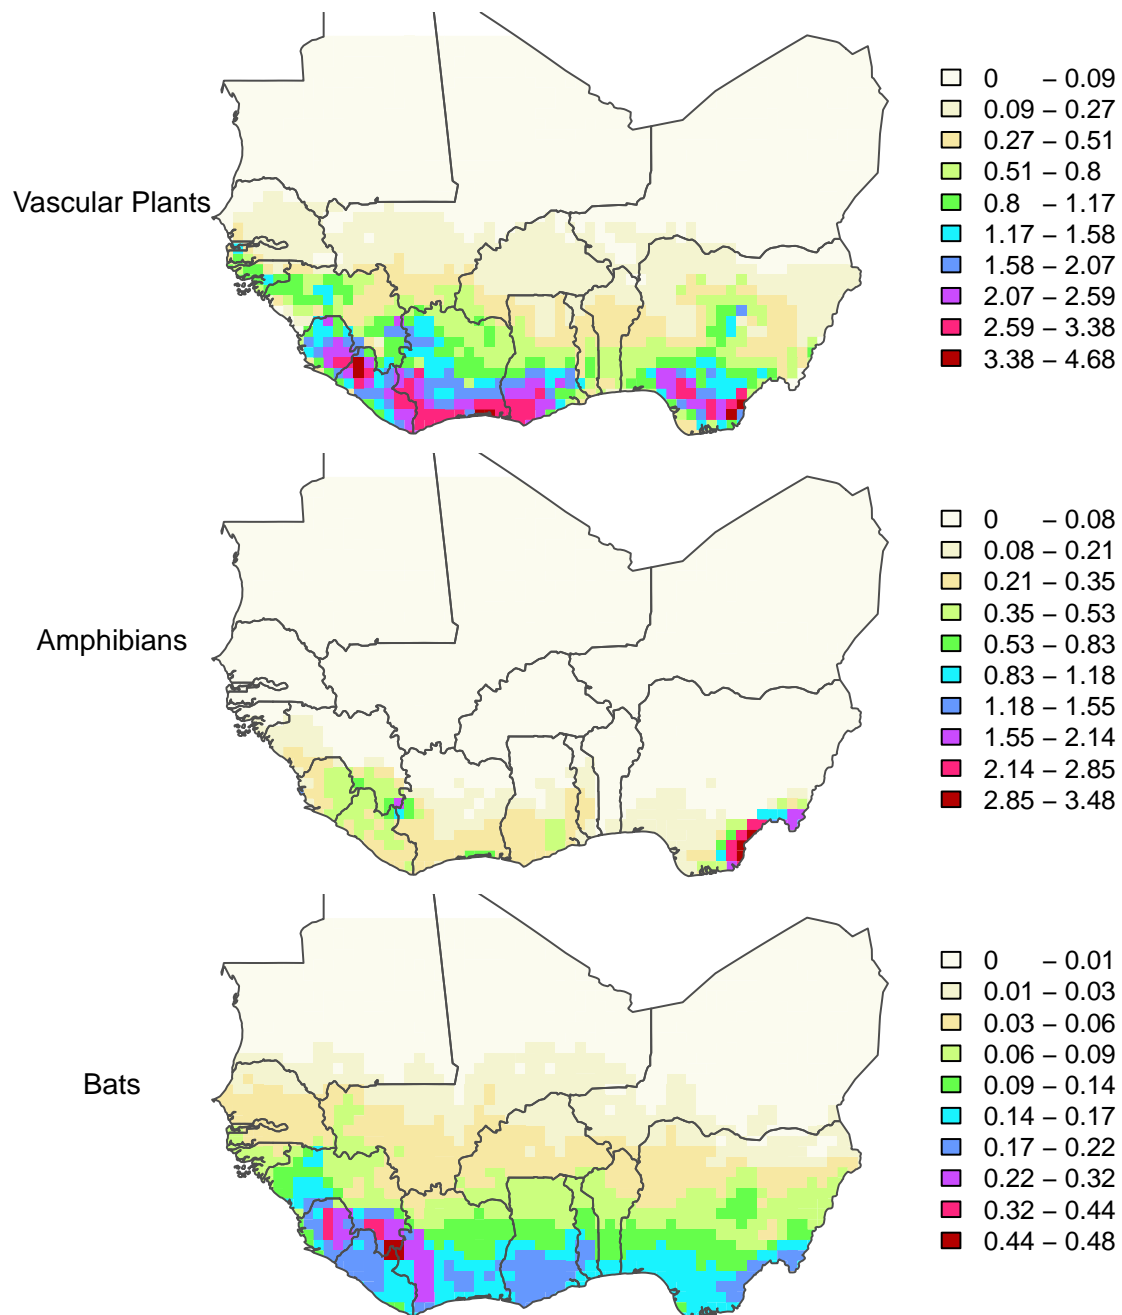 0 – 0.09
0.09 – 0.27
0.27 – 0.51
0.51 – 0.8
Vascular Plants
0.8 – 1.17
1.17 – 1.58
1.58 – 2.07
2.07 – 2.59
2.59 – 3.38
3.38 – 4.68
0 – 0.08
0.08 – 0.21
0.21 – 0.35
0.35 – 0.53
Amphibians
0.53 – 0.83
0.83 – 1.18
1.18 – 1.55
1.55 – 2.14
2.14 – 2.85
2.85 – 3.48
0 – 0.01
0.01 – 0.03
0.03 – 0.06
0.06 – 0.09
Bats
0.09 – 0.14
0.14 – 0.17
0.17 – 0.22
0.22 – 0.32
0.32 – 0.44
0.44 – 0.48